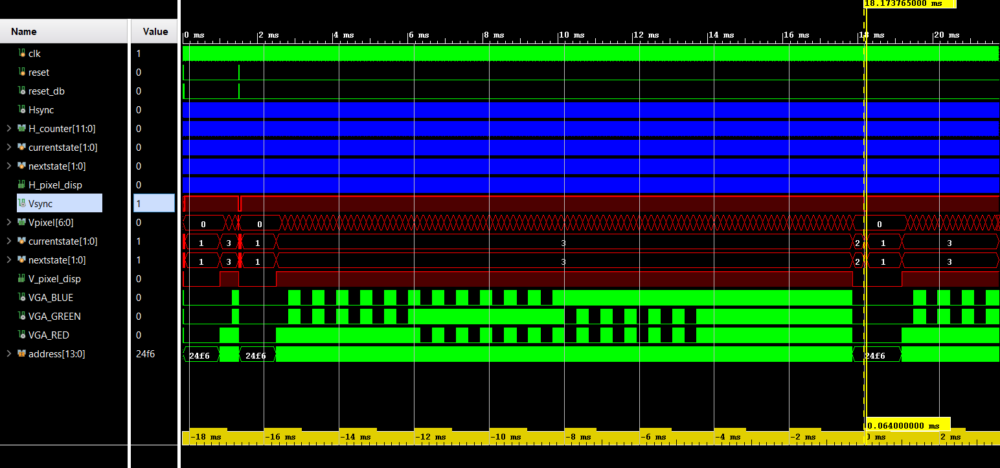 18.173765000 ms
Name Value
0 ms 2 ms 4 ms 6 ms 8 ms 10 ms 12 ms 14 ms 16 ms 18 ms 20 ms
clk 1
reset 0
reset_db 0
Hsync 0
H_counter[11:0] 0
currentstate[1:0] 0
nextstate[1:0] 0
H_pixel_disp 0
Vsync 1
Vpixel[6:0] 0 0 0 0
currentstate[1:0] 1 1 3 1 3 2 1 3
nextstate[1:0] 1 1 3 1 3 2 1 3
V_pixel_disp 0
VGA_BLUE 0
VGA_GREEN 0
VGA_RED 0
address[13:0] 24f6 24f6 24f6 24f6
0.064000000 ms
-18 ms -16 ms -14 ms -12 ms -10 ms -8 ms -6 ms -4 ms -2 ms 0 ms 2 ms